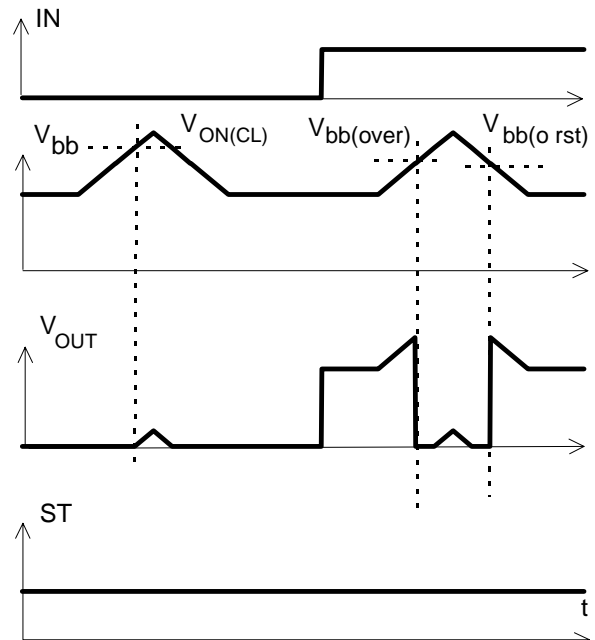 IN
Vbb
VON(CL)
Vbb(over)
Vbb(o rst)
VOUT
ST
t